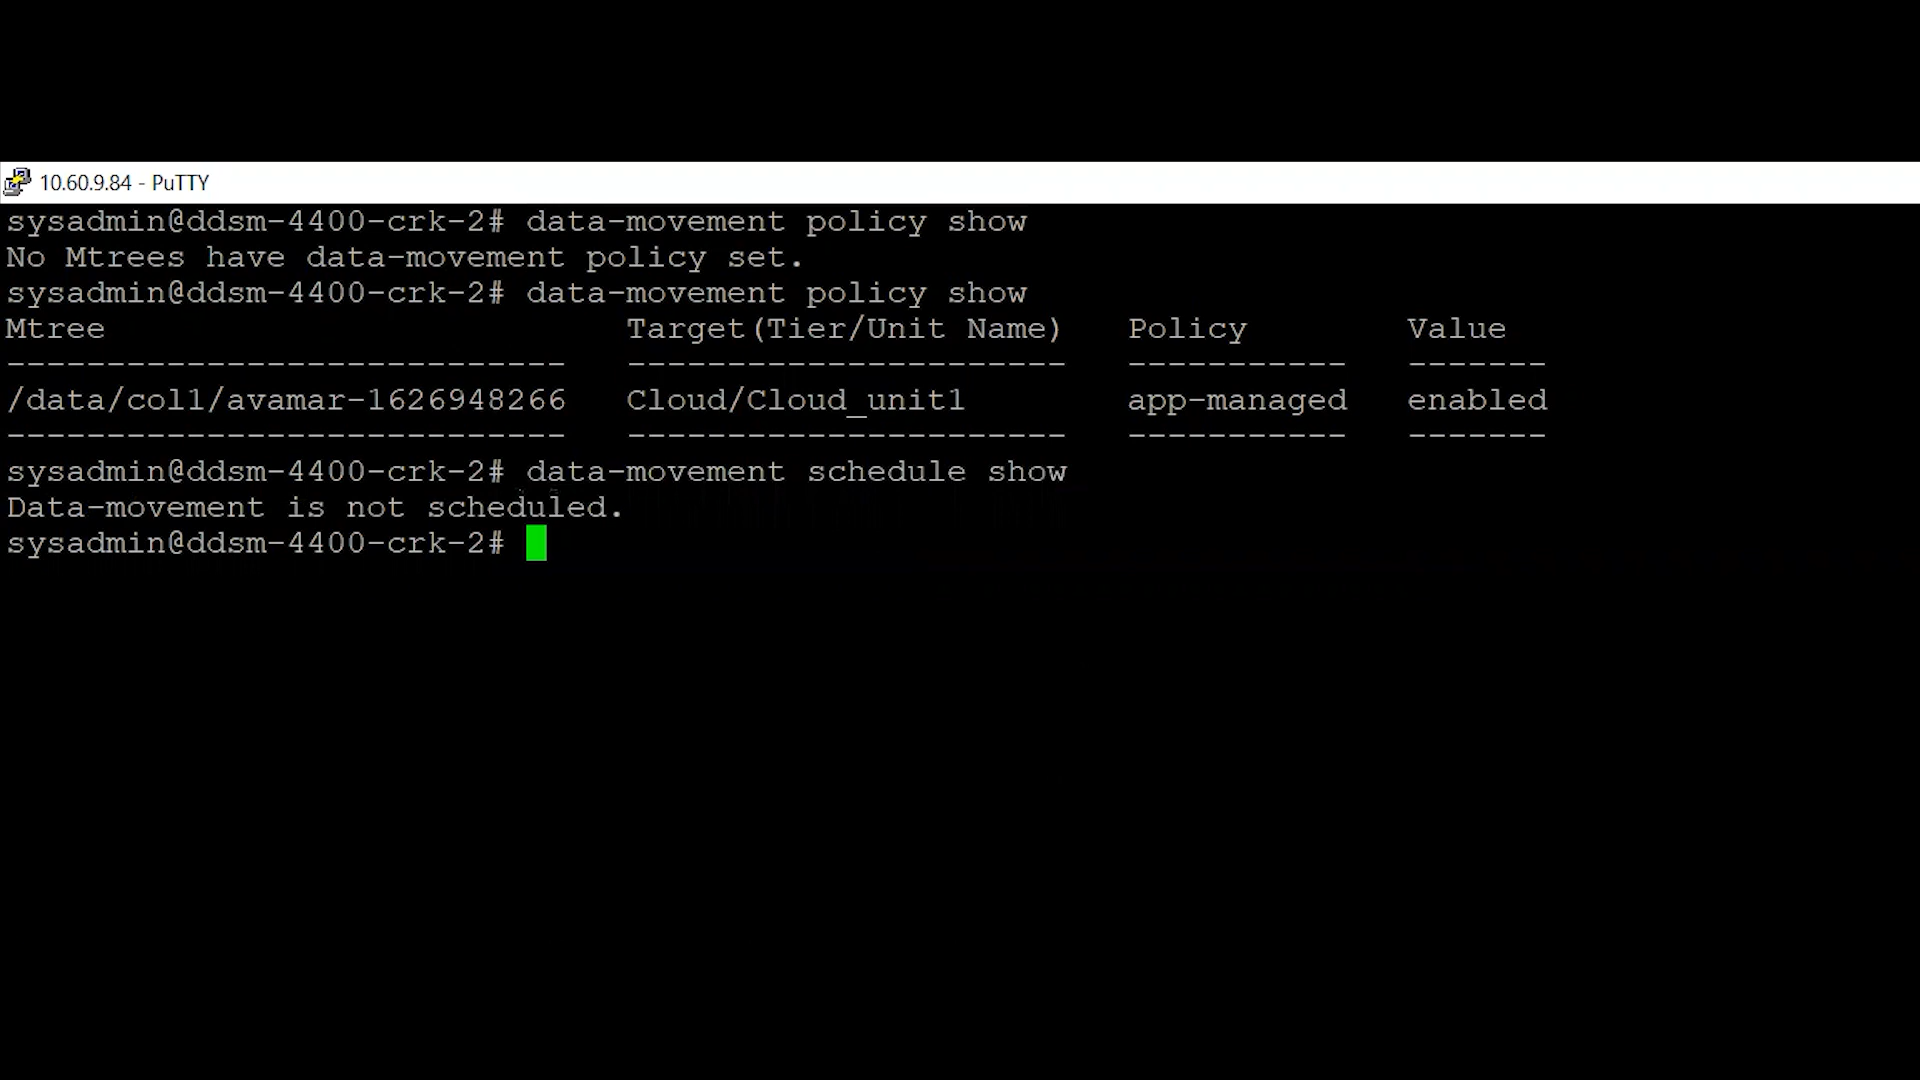 10.60.9.84 - PuTTY
sysadmin@ddsm-4400-crk-2# data-movement policy show
No Mtrees have data-movement policy set.
sysadmin@ddsm-4400-crk-2# data-movement policy show
Mtree Target(Tier/Unit Name) Policy Value
---------------------------- ---------------------- ----------- -------
/data/col1/avamar-1626948266 Cloud/Cloud_unit1 app-managed enabled
---------------------------- ---------------------- ----------- -------
sysadmin@ddsm-4400-crk-2# data-movement schedule show
Data-movement is not scheduled.
sysadmin@ddsm-4400-crk-2#